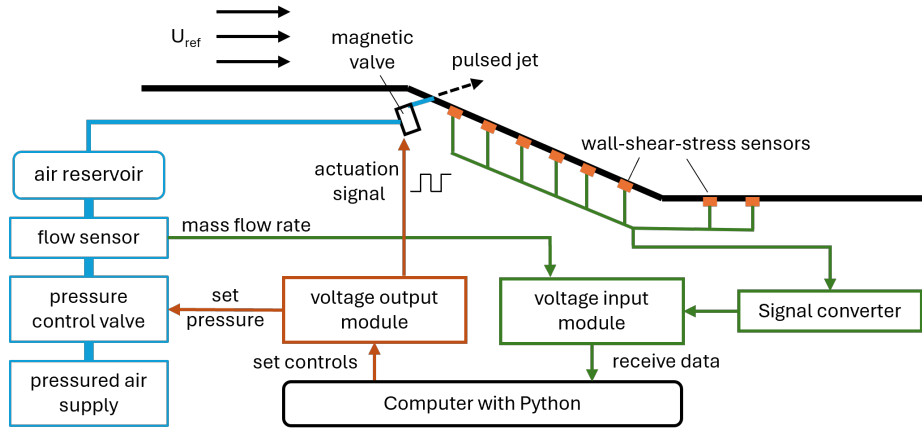 U_ref
magnetic
valve
pulsed jet
wall-shear-stress sensors
air reservoir
actuation
signal
flow sensor
mass flow rate
pressure
control valve
set
pressure
voltage output
module
voltage input
module
Signal converter
set controls
receive data
pressured air
supply
Computer with Python